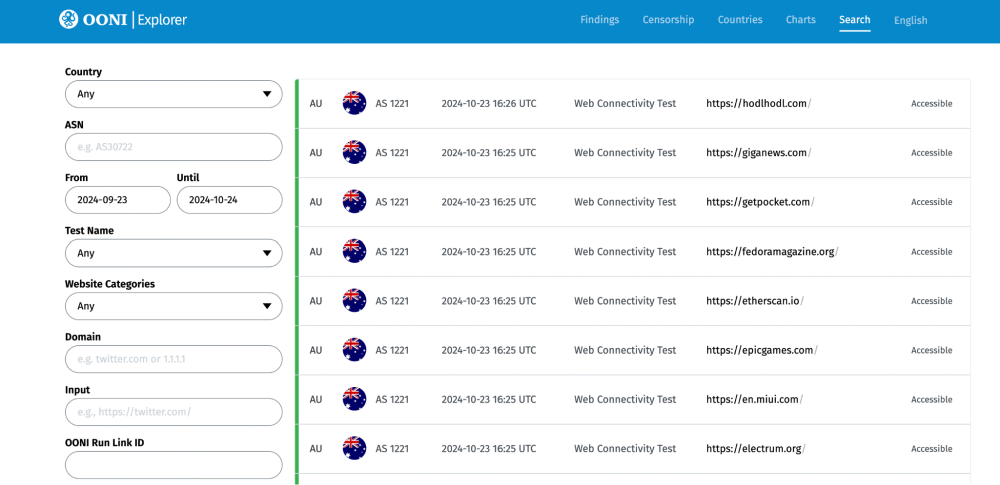 OONI Explorer Findings Censorship Countries Charts Search English
Country
Any
ASN
e.g. AS30722
From Until
2024-09-23 2024-10-24
Test Name
Any
Website Categories
Any
Domain
e.g. twitter.com or 1.1.1.1
Input
e.g., https://twitter.com/
OONI Run Link ID
AU AS 1221 2024-10-23 16:26 UTC Web Connectivity Test https://hodlhodl.com/ Accessible
AU AS 1221 2024-10-23 16:25 UTC Web Connectivity Test https://giganews.com/ Accessible
AU AS 1221 2024-10-23 16:25 UTC Web Connectivity Test https://getpocket.com/ Accessible
AU AS 1221 2024-10-23 16:25 UTC Web Connectivity Test https://fedoramagazine.org/ Accessible
AU AS 1221 2024-10-23 16:25 UTC Web Connectivity Test https://etherscan.io/ Accessible
AU AS 1221 2024-10-23 16:25 UTC Web Connectivity Test https://epicgames.com/ Accessible
AU AS 1221 2024-10-23 16:25 UTC Web Connectivity Test https://en.miui.com/ Accessible
AU AS 1221 2024-10-23 16:25 UTC Web Connectivity Test https://electrum.org/ Accessible